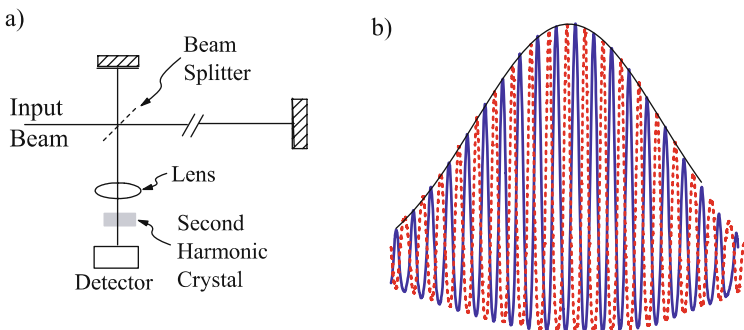 a)
Beam
Splitter
Input
Beam
Lens
Second
Harmonic
Crystal
Detector
b)